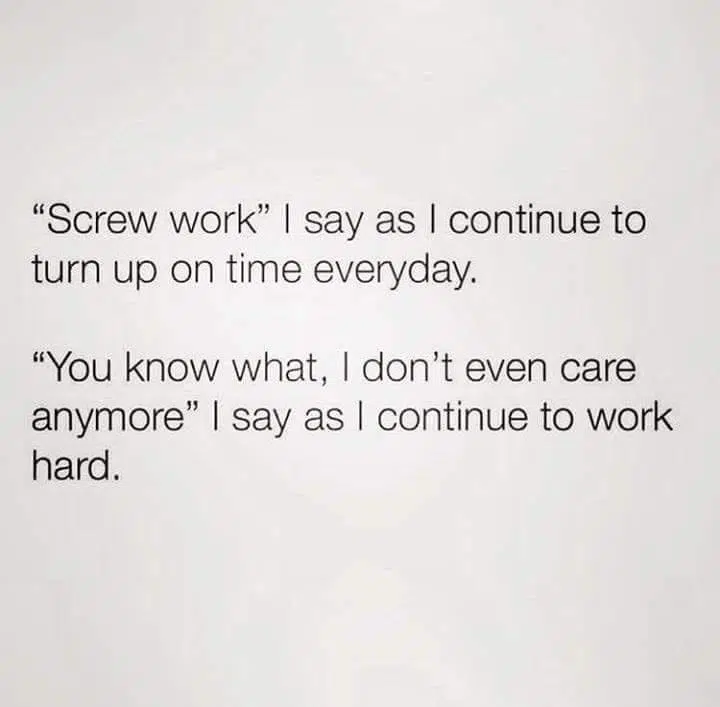 “Screw work” I say as I continue to
turn up on time everyday.
“You know what, I don’t even care
anymore” I say as I continue to work
hard.